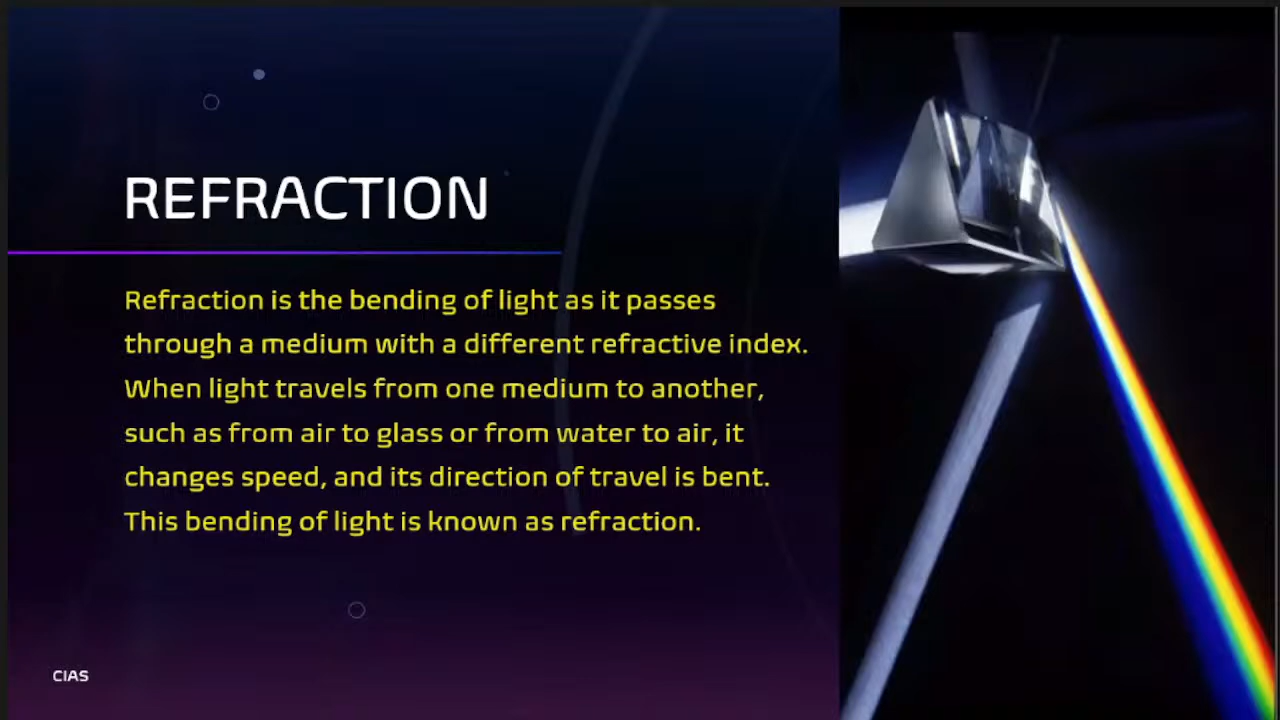 REFRACTION
Refraction is the bending of light as it passes
through a medium with a different refractive index.
When light travels from one medium to another,
such as from air to glass or from water to air, it
changes speed, and its direction of travel is bent.
This bending of light is known as refraction.
CIAS